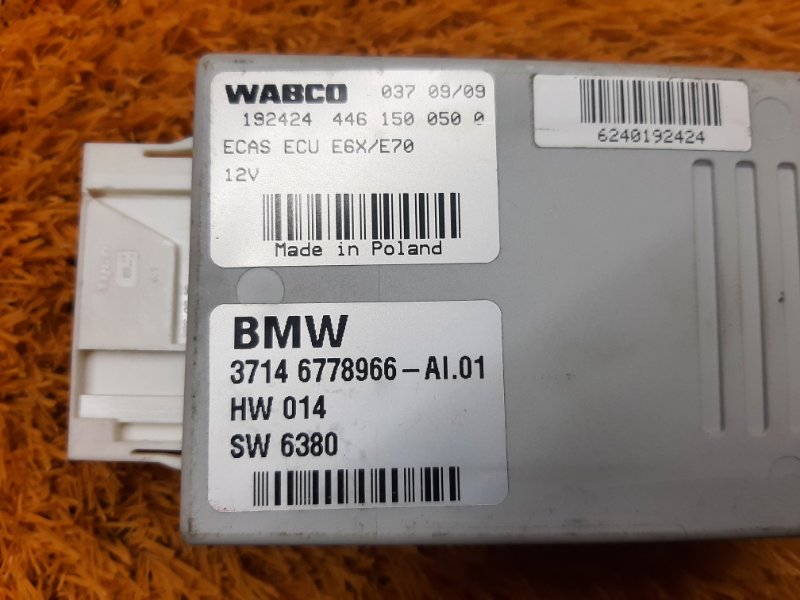 WABCO 037 09/09
192424 446 150 050 0
ECAS ECU E6X/E70
12V
Made in Poland
6240192424
BMW
3714 6778966-AI.01
HW 014
SW 6380